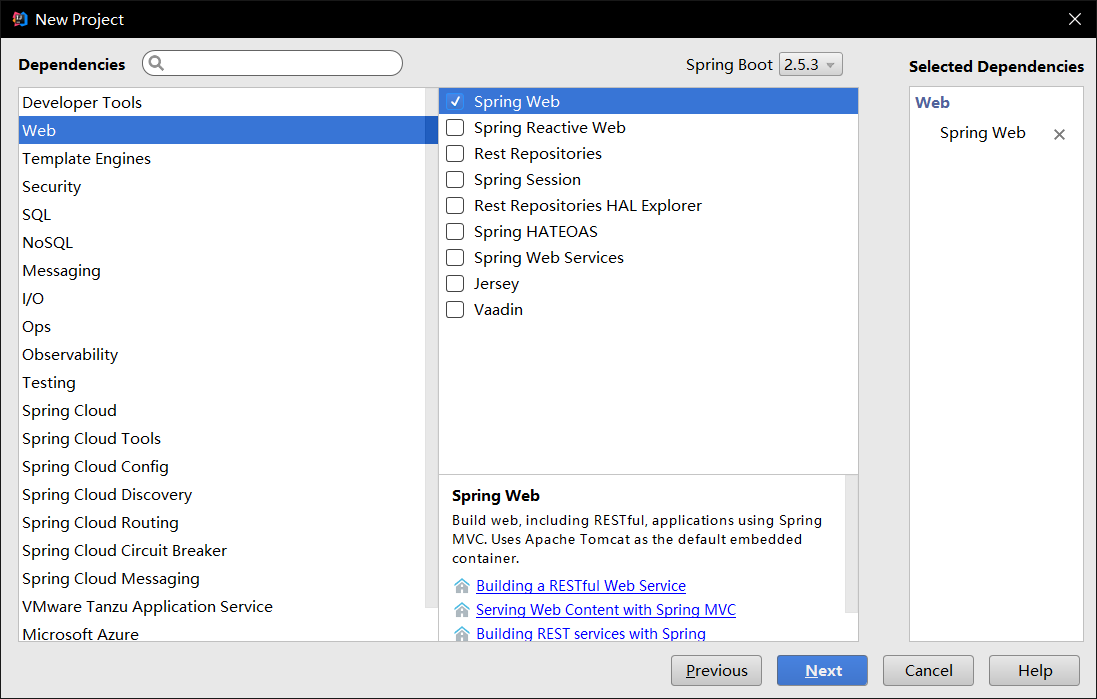 New Project
Dependencies
Spring Boot 2.5.3
Selected Dependencies
Developer Tools
Web
Template Engines
Security
SQL
NoSQL
Messaging
I/O
Ops
Observability
Testing
Spring Cloud
Spring Cloud Tools
Spring Cloud Config
Spring Cloud Discovery
Spring Cloud Routing
Spring Cloud Circuit Breaker
Spring Cloud Messaging
VMware Tanzu Application Service
Microsoft Azure
Spring Web
Spring Reactive Web
Rest Repositories
Spring Session
Rest Repositories HAL Explorer
Spring HATEOAS
Spring Web Services
Jersey
Vaadin
Spring Web
Build web, including RESTful, applications using Spring
MVC. Uses Apache Tomcat as the default embedded
container.
Building a RESTful Web Service
Serving Web Content with Spring MVC
Building REST services with Spring
Web
Spring Web
Previous
Next
Cancel
Help